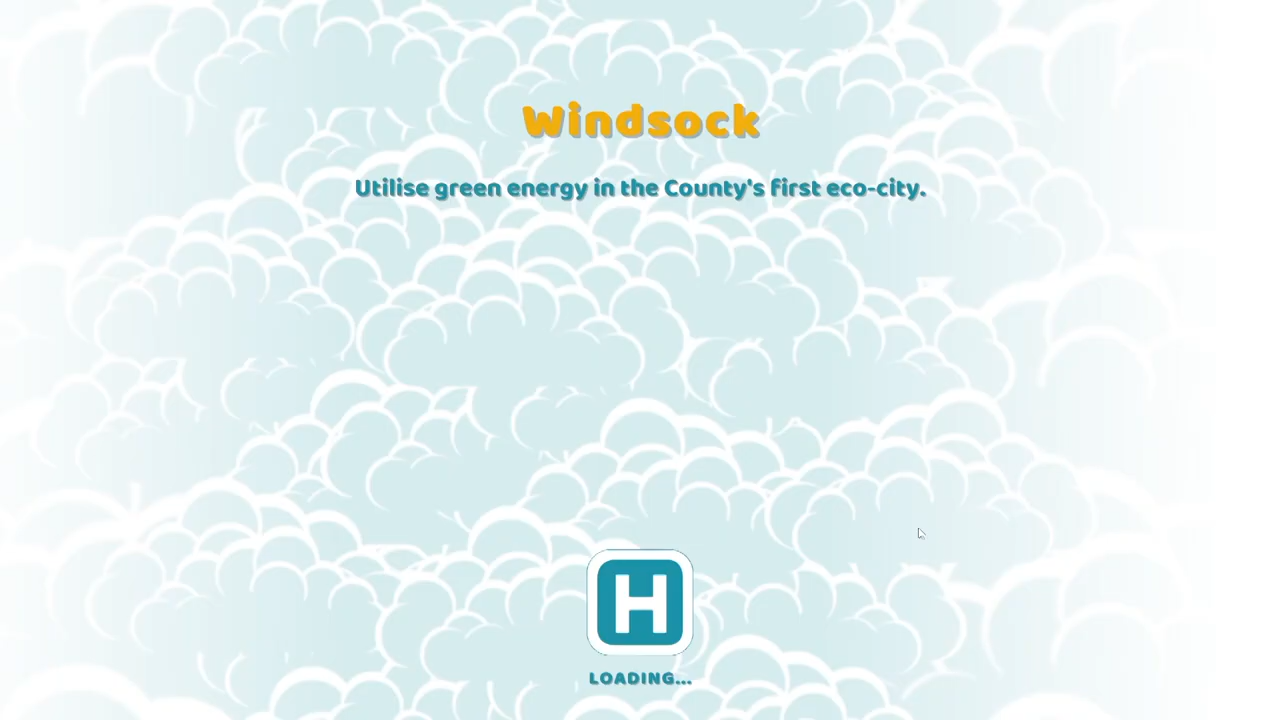 Windsock
Utilise green energy in the County's first eco-city.
H
LOADING...